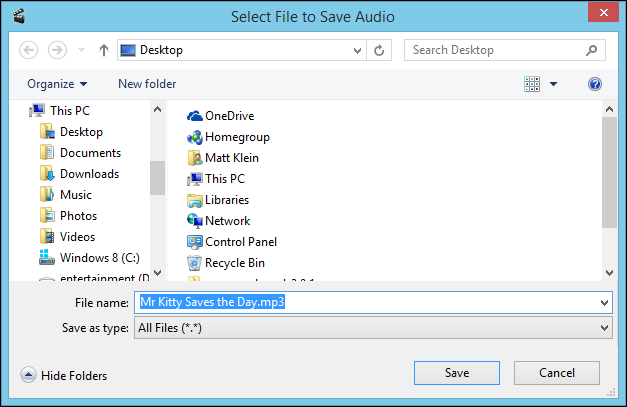 Select File to Save Audio
Desktop
Search Desktop
Organize New folder
This PC
Desktop
Documents
Downloads
Music
Photos
Videos
Windows 8 (C:)
entertainment (D
OneDrive
Homegroup
Matt Klein
This PC
Libraries
Network
Control Panel
Recycle Bin
File name: Mr Kitty Saves the Day.mp3
Save as type: All Files (*.*)
Hide Folders Save Cancel